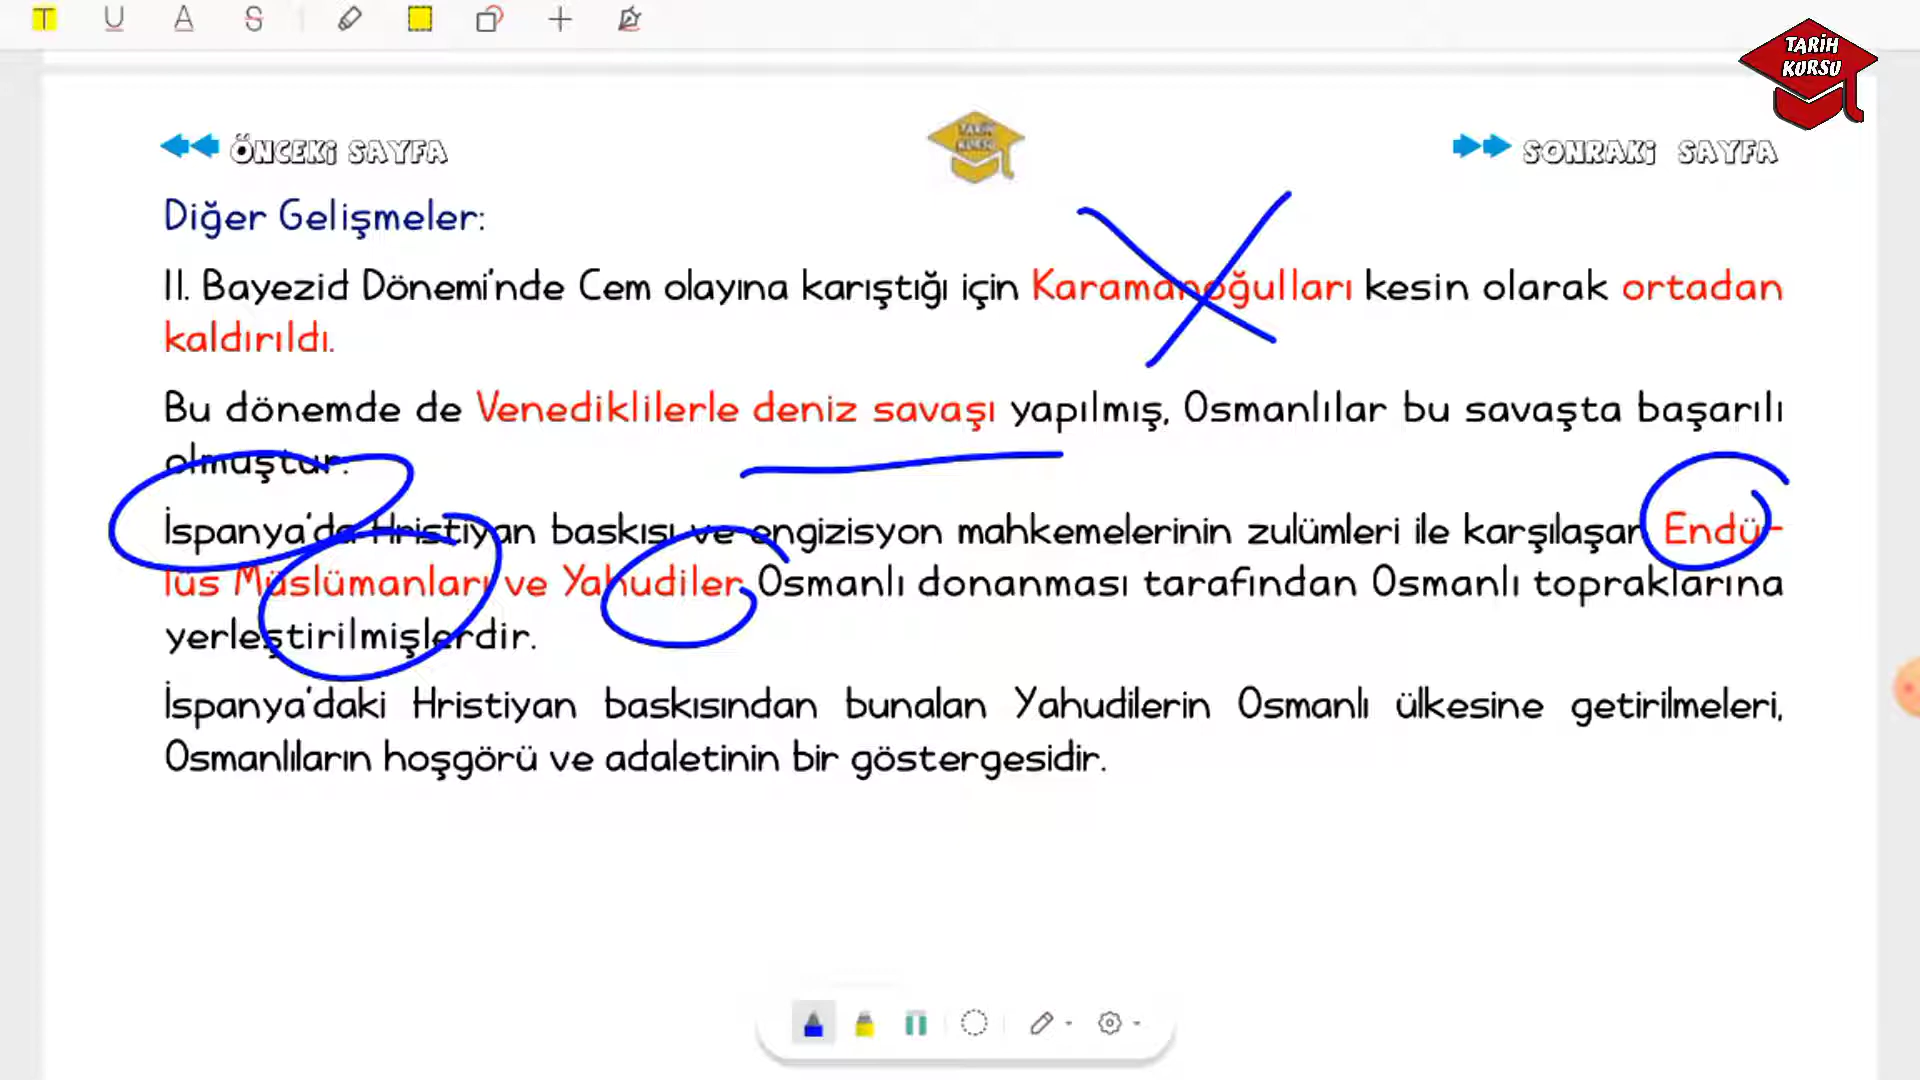 TARİH
KURSU
ÖNCEKİ SAYFA
TARİH
KURSU
SONRAKİ SAYFA
Diğer Gelişmeler:
II. Bayezid Dönemi'nde Cem olayına karıştığı için Karamanoğulları kesin olarak ortadan
kaldırıldı.
Bu dönemde de Venediklilerle deniz savaşı yapılmış, Osmanlılar bu savaşta başarılı
olmuştur.
İspanya'da Hristiyan baskısı ve engizisyon mahkemelerinin zulümleri ile karşılaşan Endü-
lüs Müslümanları ve Yahudiler Osmanlı donanması tarafından Osmanlı topraklarına
yerleştirilmişlerdir.
İspanya'daki Hristiyan baskısından bunalan Yahudilerin Osmanlı ülkesine getirilmeleri,
Osmanlıların hoşgörü ve adaletinin bir göstergesidir.